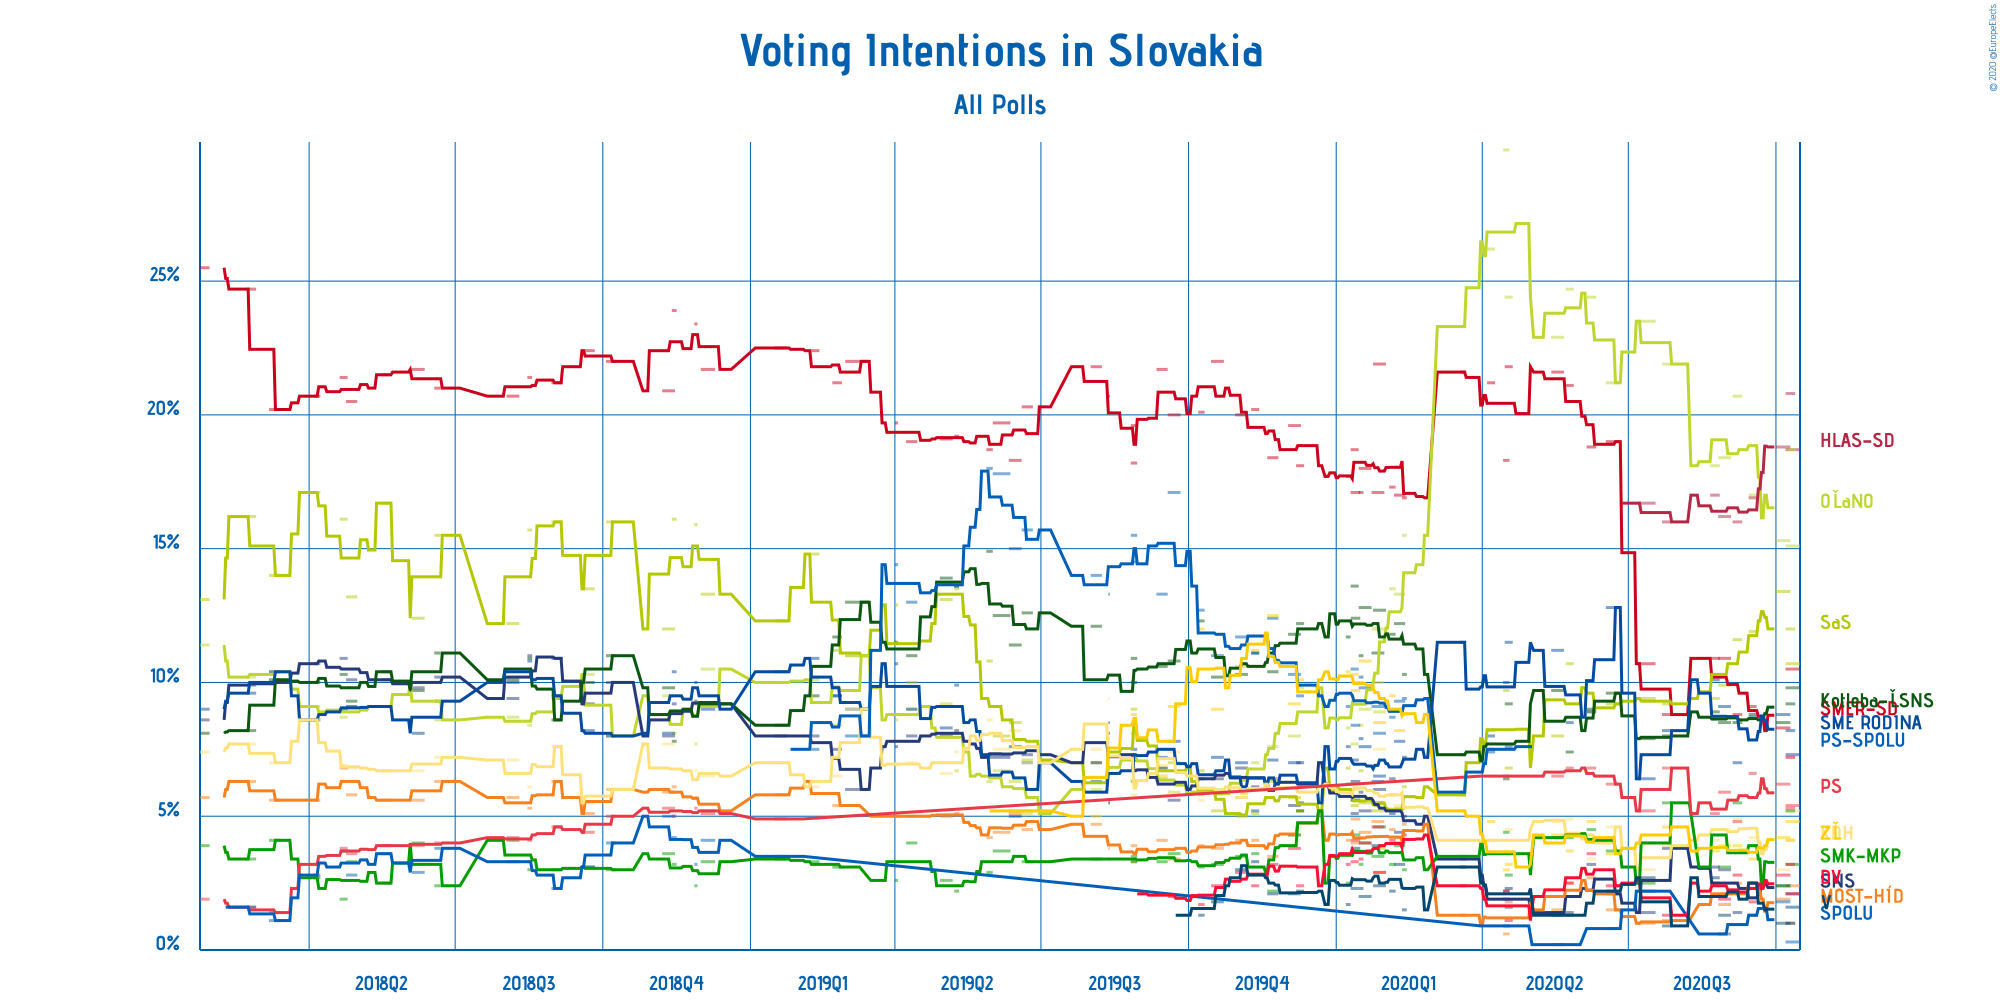 Voting Intentions in Slovakia
All Polls
© 2020 @EuropeElects
25%
20%
15%
10%
5%
0%
HLAS-SD
OĽaNO
SaS
Kotleba-ĽSNS
SMER-SD
SME RODINA
PS-SPOLU
PS
ZĽ
SMK-MKP
SNS
V
MOST-HÍD
SPOLU
2018Q2
2018Q3
2018Q4
2019Q1
2019Q2
2019Q3
2019Q4
2020Q1
2020Q2
2020Q3